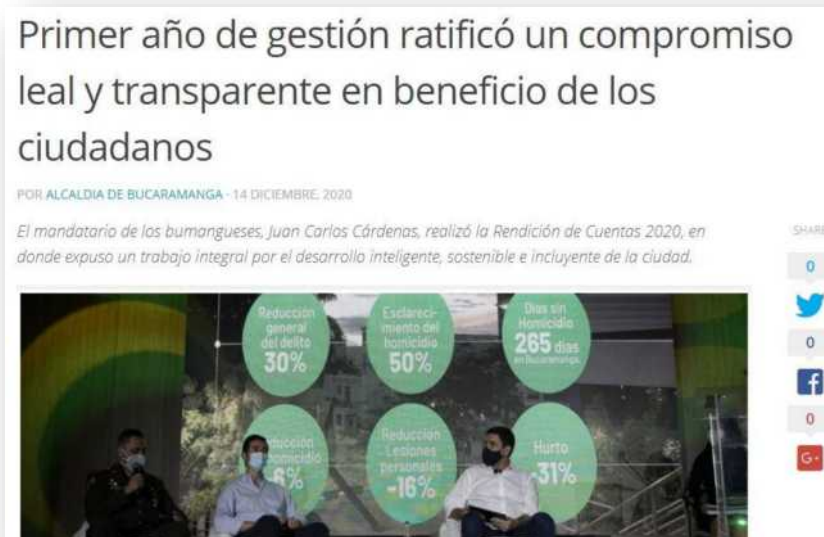 Primer año de gestión ratificó un compromiso
leal y transparente en beneficio de los
ciudadanos
POR ALCALDIA DE BUCARAMANGA · 14 DICIEMBRE, 2020
El mandatario de los bumangueses, Juan Carlos Cárdenas, realizó la Rendición de Cuentas 2020, en
donde expuso un trabajo integral por el desarrollo inteligente, sostenible e incluyente de la ciudad.
SHARE
0
0
0
G+
Reducción
general
del delito
30%
Esclareci-
miento del
homicidio
50%
Días sin
Homicidio
265 días
en Bucaramanga
6%
Reducción
Lesiones
personales
-16%
Hurto
-31%